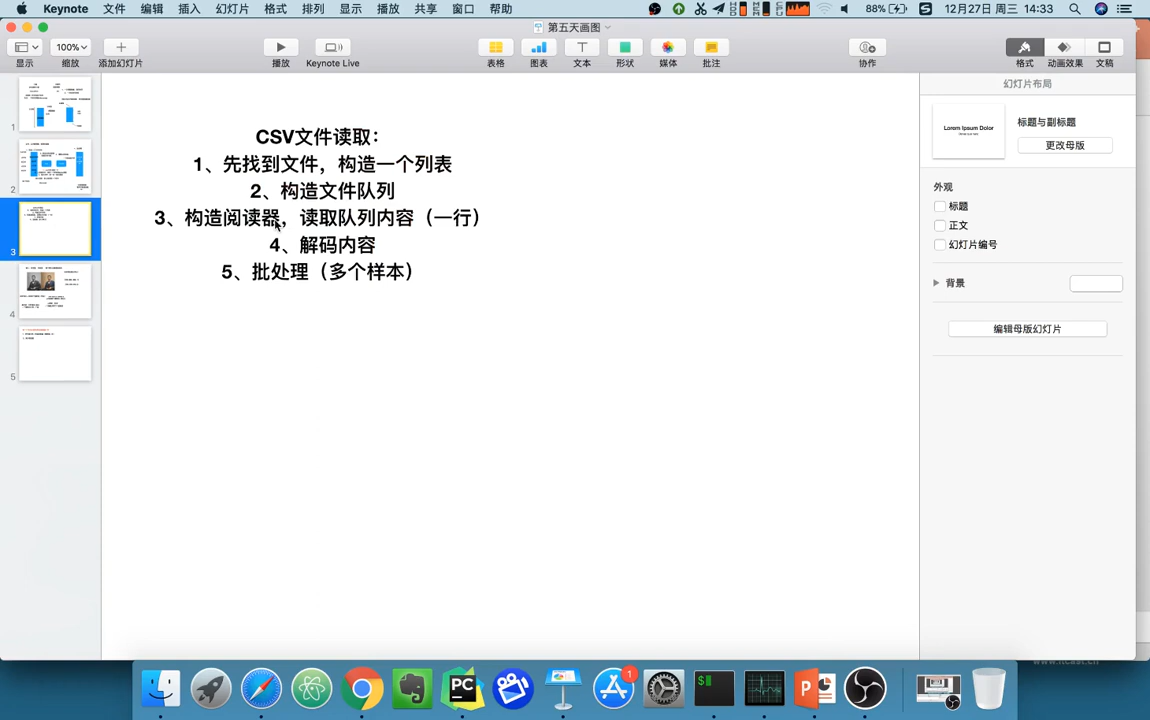 Keynote 文件 编辑 插入 幻灯片 格式 排列 显示 播放 共享 窗口 帮助 88% 12月27日 周三 14:33
第五天画图
100%
显示 缩放 添加幻灯片 播放 Keynote Live 表格 图表 文本 形状 媒体 批注 协作 格式 动画效果 文稿
幻灯片布局
Lorem Ipsum Dolor
标题与副标题
更改母版
外观
标题
正文
幻灯片编号
背景
编辑母版幻灯片
1
2
3
4
5
CSV文件读取：
1、先找到文件，构造一个列表
2、构造文件队列
3、构造阅读器，读取队列内容（一行）
4、解码内容
5、批处理（多个样本）
PC
1
$
P
www.itcast.cn